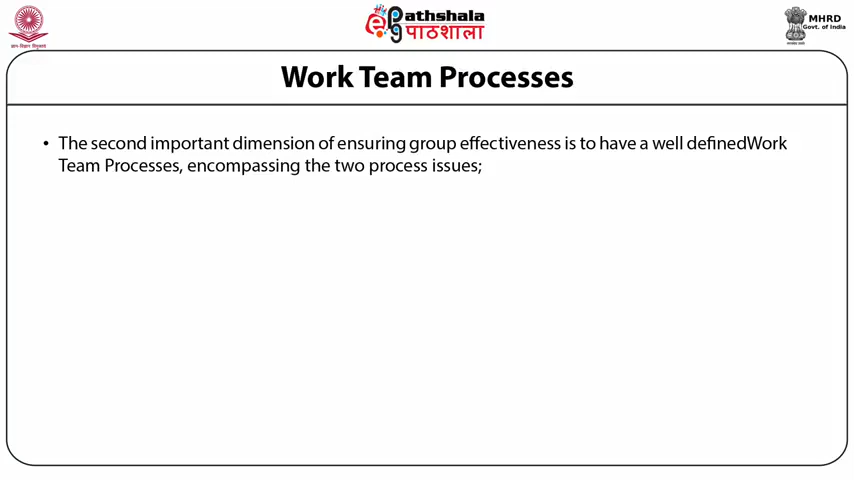 ePathshala
पाठशाला
MHRD
Govt. of India
Work Team Processes
• The second important dimension of ensuring group effectiveness is to have a well definedWork
Team Processes, encompassing the two process issues;